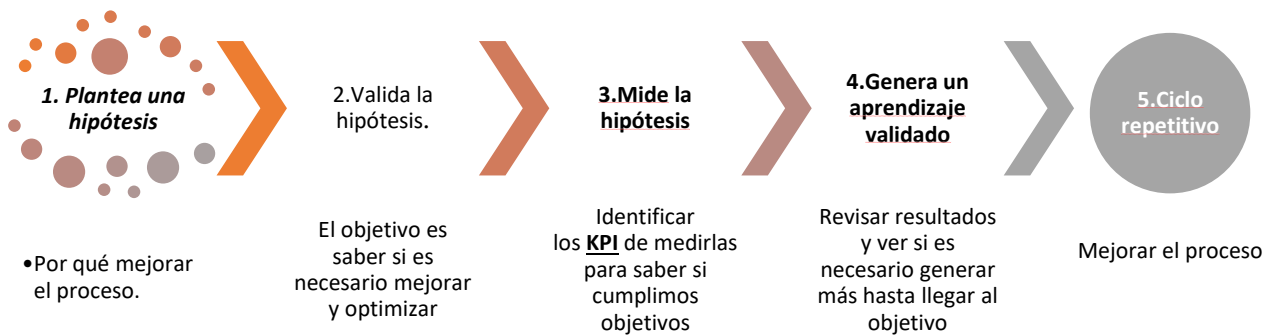 1. Plantea una
hipótesis
•Por qué mejorar
el proceso.
2.Valida la
hipótesis.
El objetivo es
saber si es
necesario mejorar
y optimizar
3.Mide la
hipótesis
Identificar
los KPI de medirlas
para saber si
cumplimos
objetivos
4.Genera un
aprendizaje
validado
Revisar resultados
y ver si es
necesario generar
más hasta llegar al
objetivo
5.Ciclo
repetitivo
Mejorar el proceso